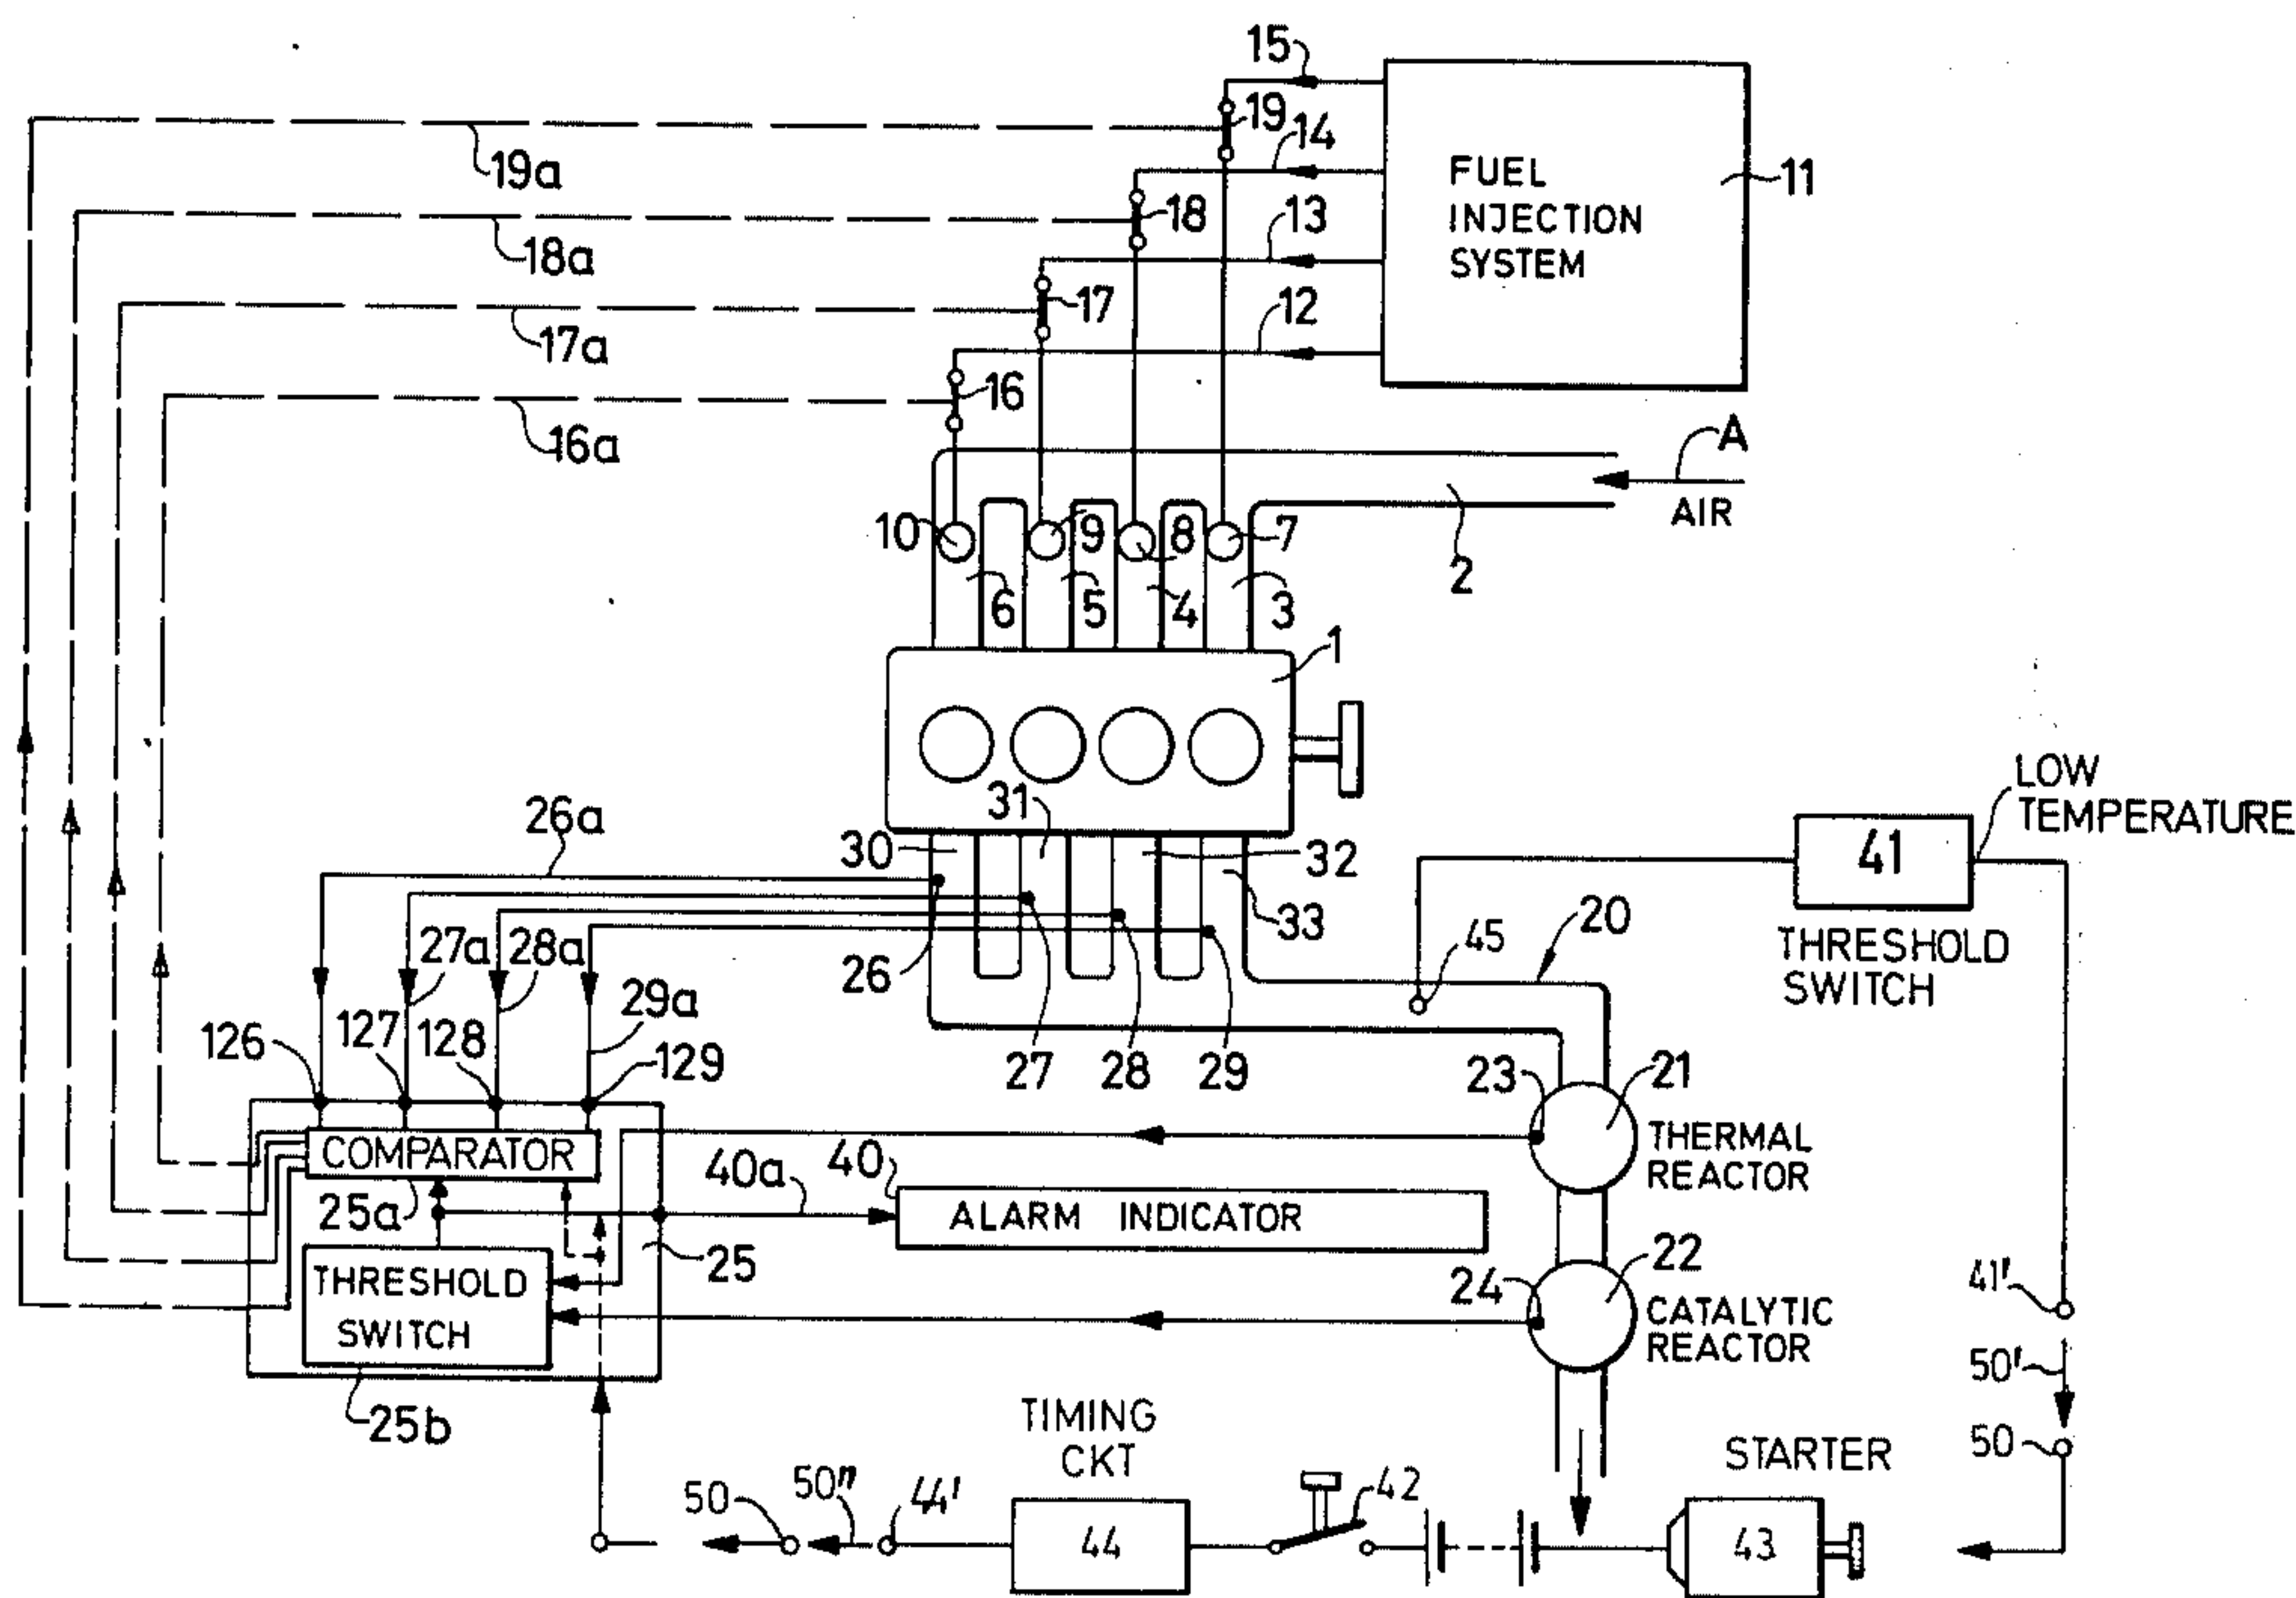 15
19
14
11
FUEL
INJECTION
SYSTEM
19a
18
13
18a
17
12
17a
16
16a
A
AIR
10
9
8
7
2
6
5
4
3
1
31
26a
30
32
33
LOW
TEMPERATURE
41
THRESHOLD
SWITCH
20
45
27a
28a
26
29a
126
127
128
129
27
28
29
23
21
THERMAL
REACTOR
COMPARATOR
40a
40
25a
ALARM INDICATOR
25
22
24
CATALYTIC
REACTOR
THRESHOLD
SWITCH
25b
41'
50'
50
TIMING
CKT
STARTER
50
50"
44'
44
42
43